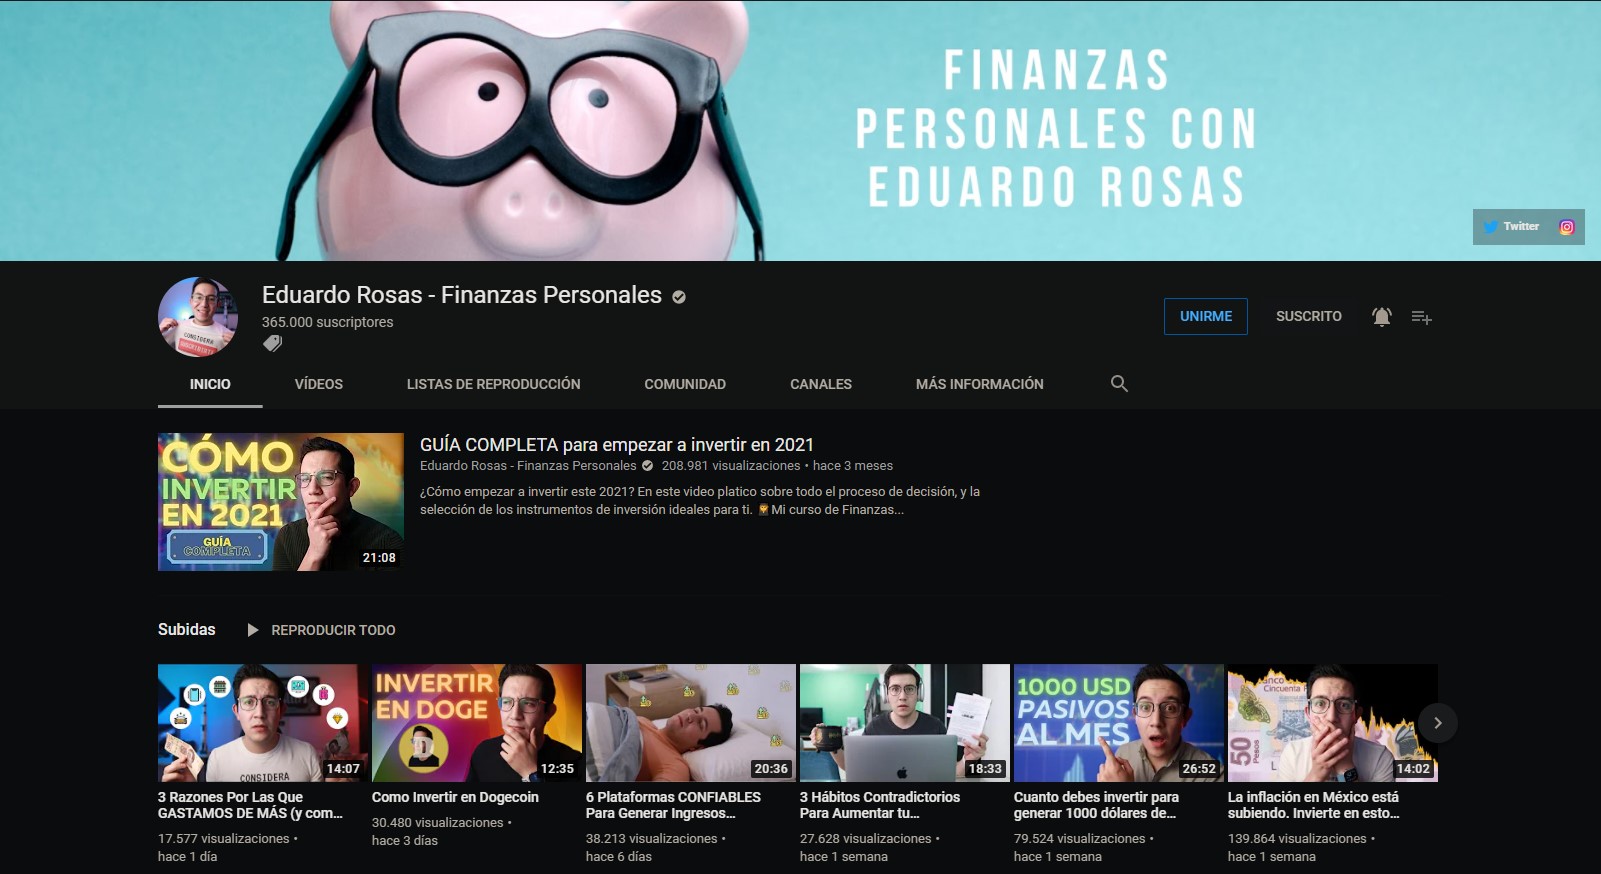 FINANZAS
PERSONALES CON
EDUARDO ROSAS
Twitter
Eduardo Rosas - Finanzas Personales
365.000 suscriptores
UNIRME
SUSCRITO
INICIO
VÍDEOS
LISTAS DE REPRODUCCIÓN
COMUNIDAD
CANALES
MÁS INFORMACIÓN
CÓMO
INVERTIR
EN 2021
GUÍA
COMPLETA
21:08
GUÍA COMPLETA para empezar a invertir en 2021
Eduardo Rosas - Finanzas Personales 208.981 visualizaciones • hace 3 meses
¿Cómo empezar a invertir este 2021? En este video platico sobre todo el proceso de decisión, y la
selección de los instrumentos de inversión ideales para ti. Mi curso de Finanzas...
Subidas
REPRODUCIR TODO
CONSIDERA
14:07
3 Razones Por Las Que
GASTAMOS DE MÁS (y com...
17.577 visualizaciones •
hace 1 día
INVERTIR
EN DOGE
12:35
Como Invertir en Dogecoin
30.480 visualizaciones •
hace 3 días
20:36
6 Plataformas CONFIABLES
Para Generar Ingresos...
38.213 visualizaciones •
hace 6 días
18:33
3 Hábitos Contradictorios
Para Aumentar tu...
27.628 visualizaciones •
hace 1 semana
1000 USD
PASIVOS
AL MES
26:52
Cuanto debes invertir para
generar 1000 dólares de...
79.524 visualizaciones •
hace 1 semana
Cincuenta
50
14:02
La inflación en México está
subiendo. Invierte en esto...
139.864 visualizaciones •
hace 1 semana